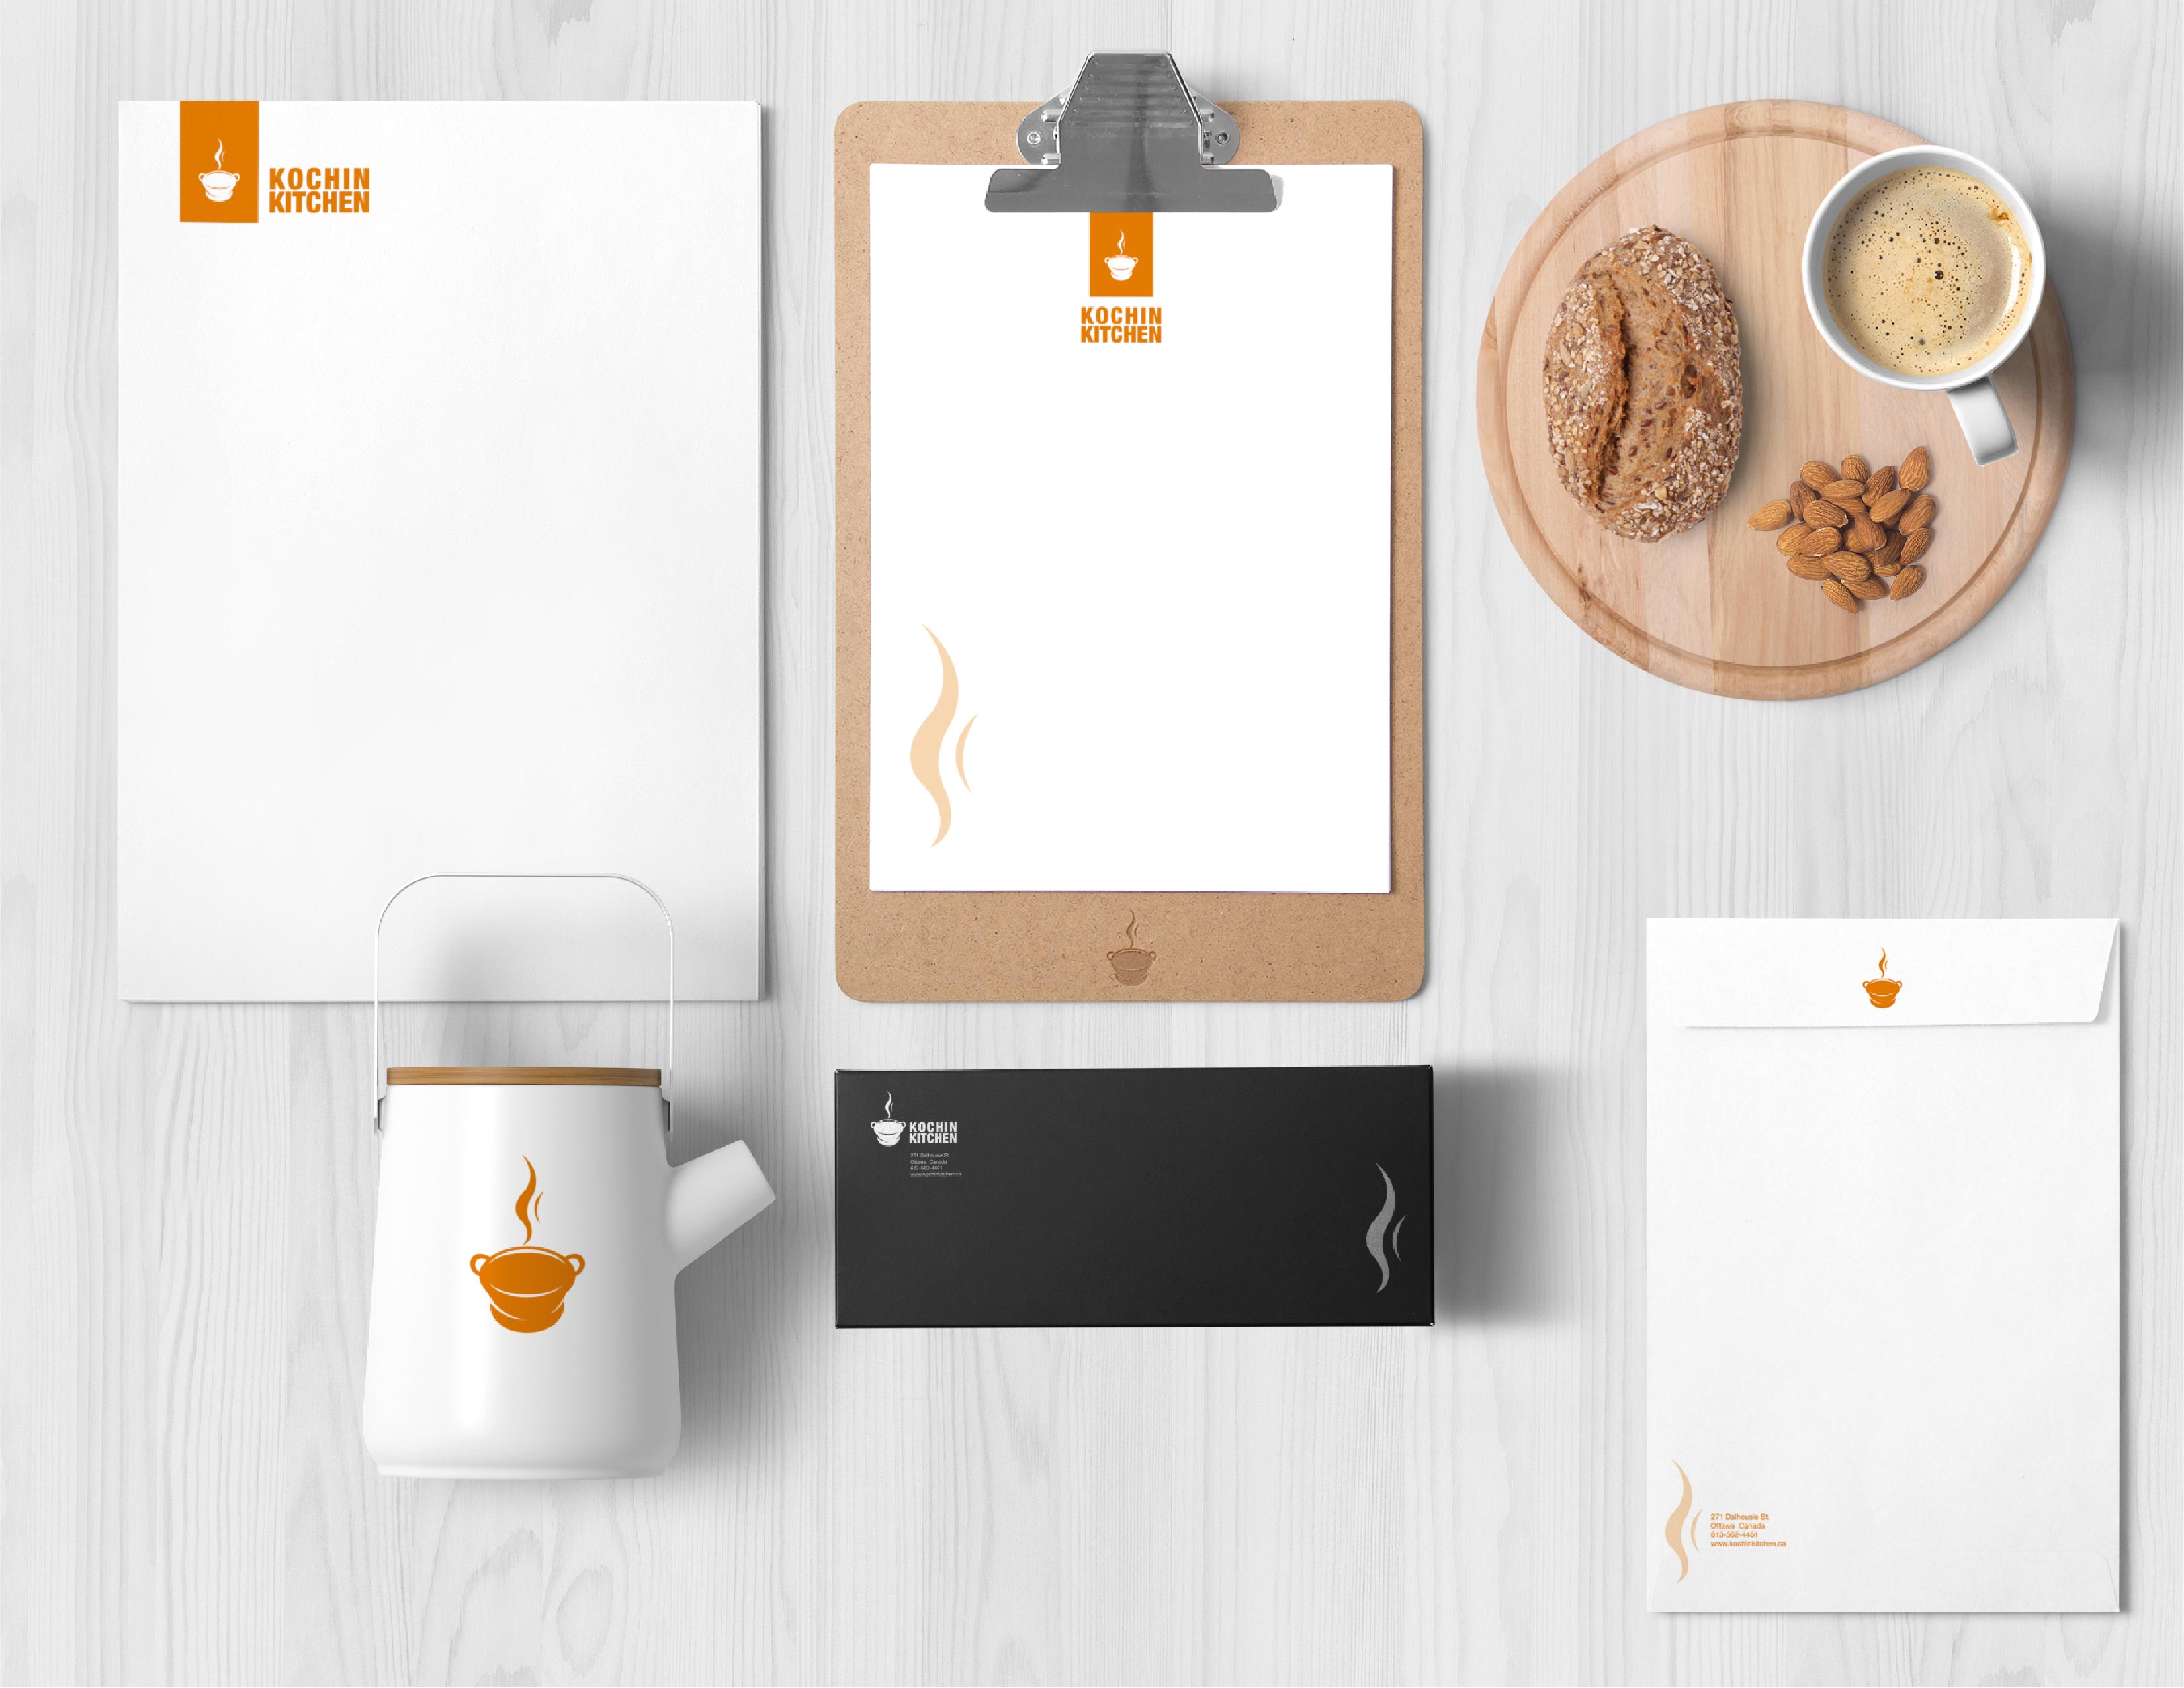 KOCHIN
KITCHEN
KOCHIN
KITCHEN
KOCHIN
KITCHEN
271 Dalhousie St.
Ottawa Canada
613-562-4461
www.kochinkitchen.ca
271 Dalhousie St.
Ottawa Canada
613-562-4461
www.kochinkitchen.ca